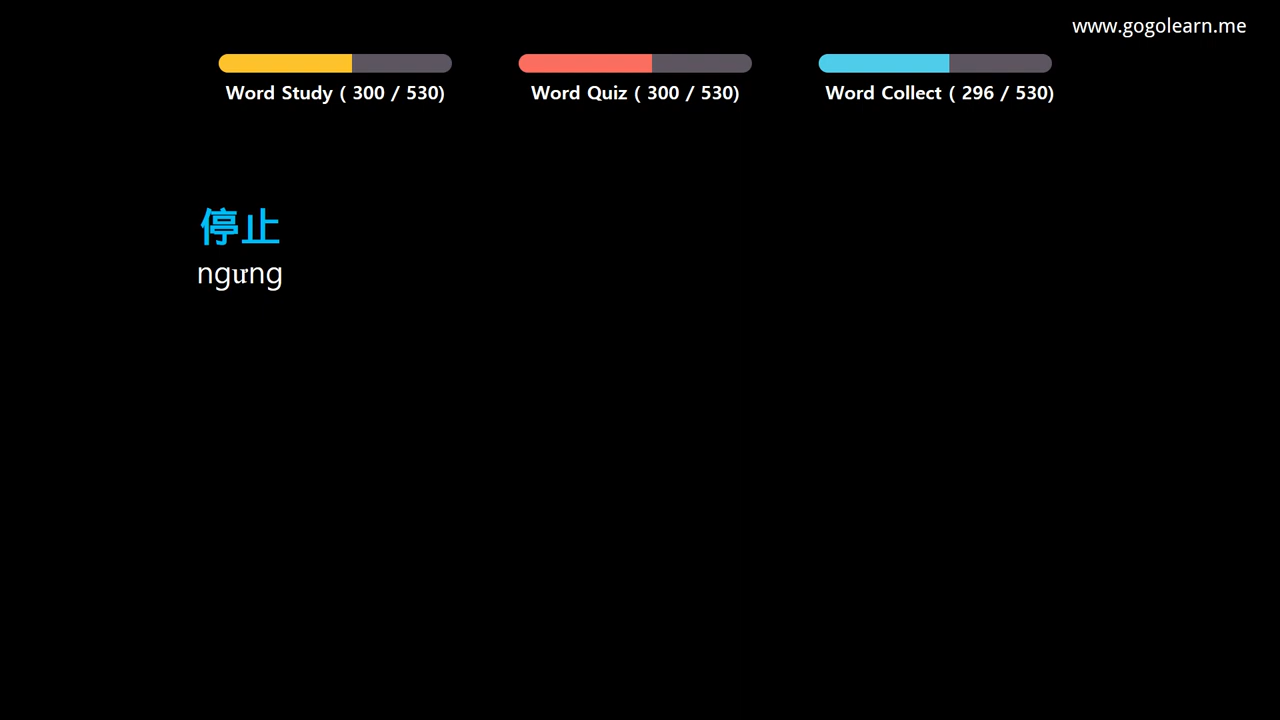 www.gogolearn.me
Word Study ( 300 / 530)
Word Quiz ( 300 / 530)
Word Collect ( 296 / 530)
停止
ngưng